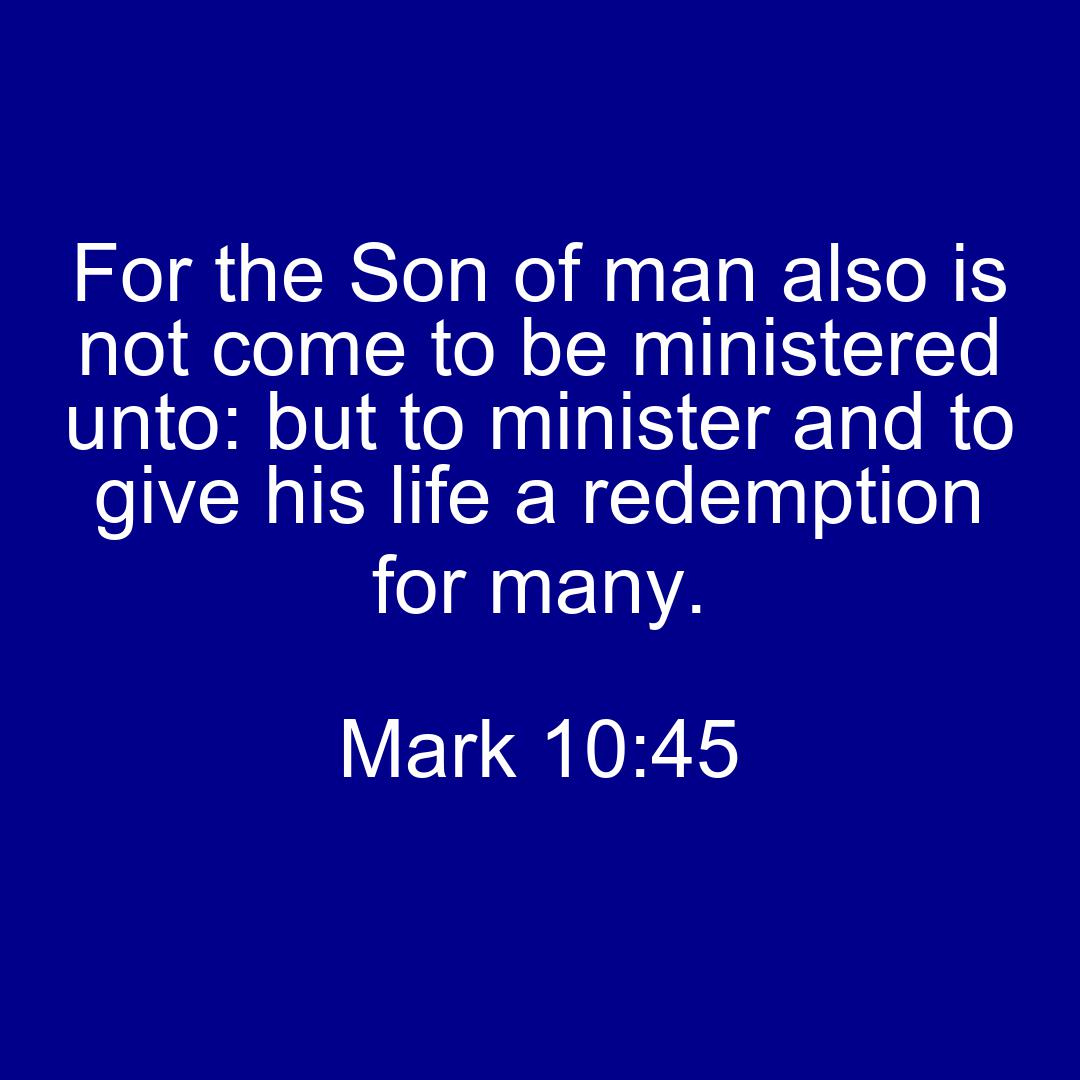 For the Son of man also is
not come to be ministered
unto: but to minister and to
give his life a redemption
for many.
Mark 10:45